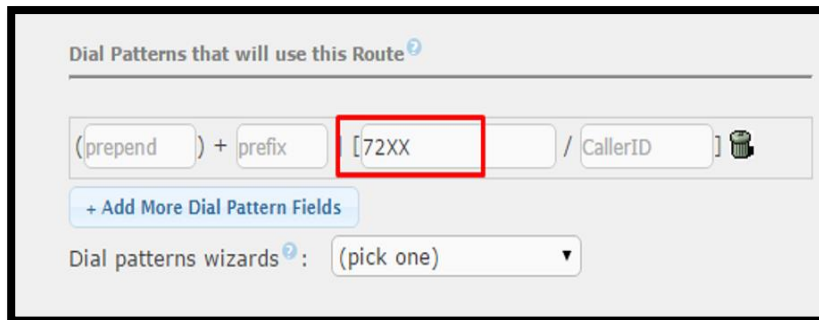 Dial Patterns that will use this Route ?
(prepend) + prefix | [72XX / CallerID]
+ Add More Dial Pattern Fields
Dial patterns wizards ? : (pick one)